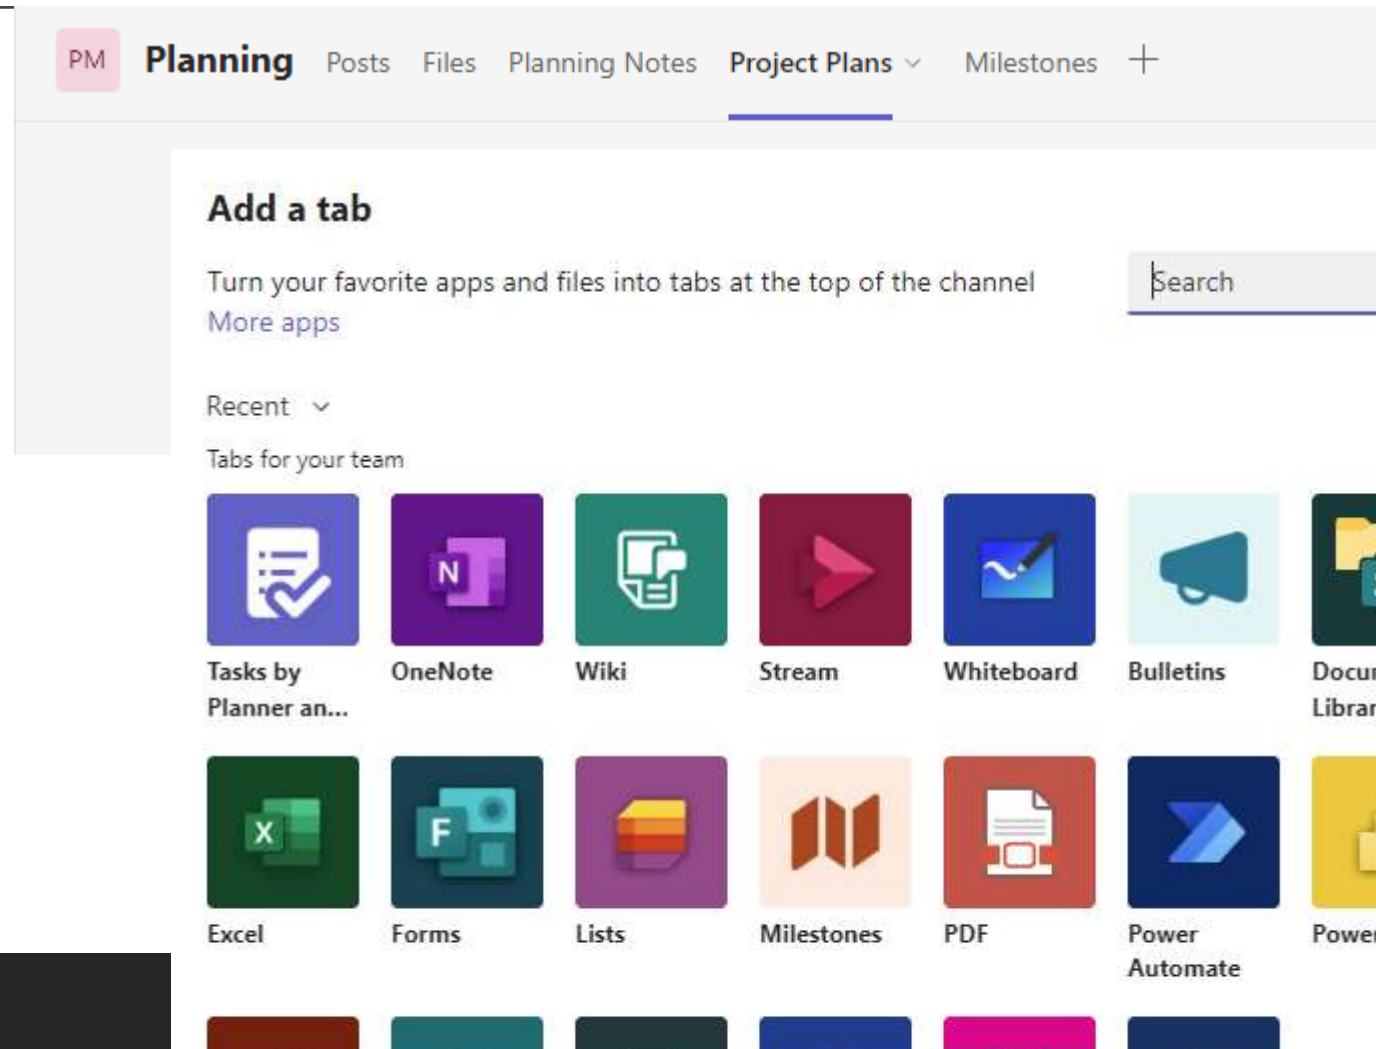 PM Planning Posts Files Planning Notes Project Plans Milestones
Add a tab
Turn your favorite apps and files into tabs at the top of the channel
Search
More apps
Recent
Tabs for your team
N
Tasks by OneNote Wiki Stream Whiteboard Bulletins
Planner an...
X F
Excel Forms Lists Milestones PDF Power
Automate